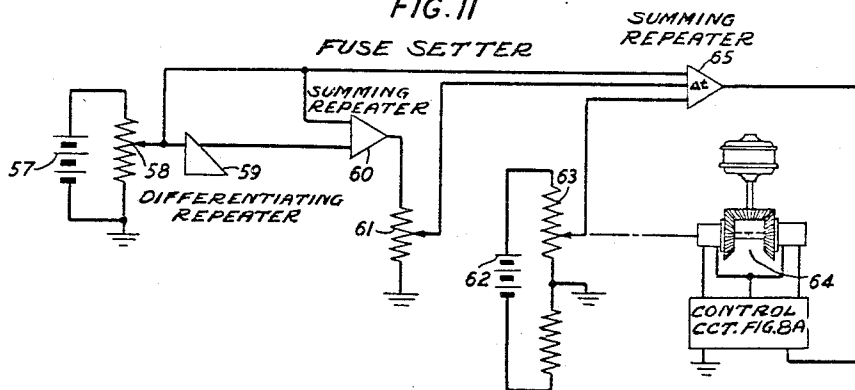 FIG. 11
FUSE SETTER
SUMMING
REPEATER
65
Δt
SUMMING
REPEATER
60
57
58
59
DIFFERENTIATING
REPEATER
61
62
63
64
CONTROL
CCT. FIG. 8A